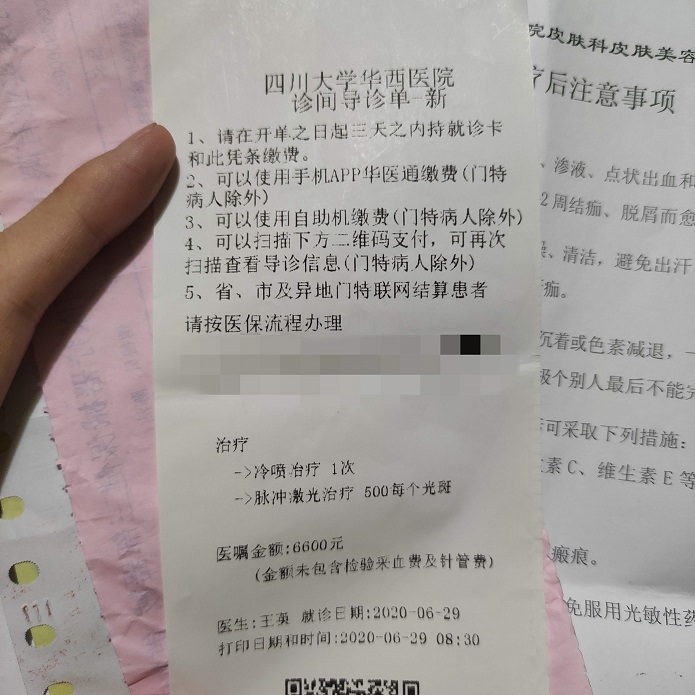 四川大学华西医院
诊间导诊单-新
1、请在开单之日起三天之内持就诊卡
和此凭条缴费。
2、可以使用手机APP华医通缴费(门特
病人除外)
3、可以使用自助机缴费(门特病人除外)
4、可以扫描下方二维码支付，可再次
扫描查看导诊信息(门特病人除外)
5、省、市及异地门特联网结算患者
请按医保流程办理
治疗
->冷喷治疗 1次
->脉冲激光治疗 500每个光斑
医嘱金额:6600元
(金额未包含检验采血费及针管费)
医生:王英 就诊日期:2020-06-29
打印日期和时间:2020-06-29 08:30
院皮肤科皮肤美容
疗后注意事项
、渗液、点状出血和
2周结痂、脱屑而愈
燥、清洁，避免出汗
痂。
沉着或色素减退，一
极个别人最后不能完
可采取下列措施：
素C、维生素E等
瘢痕。
免服用光敏性药